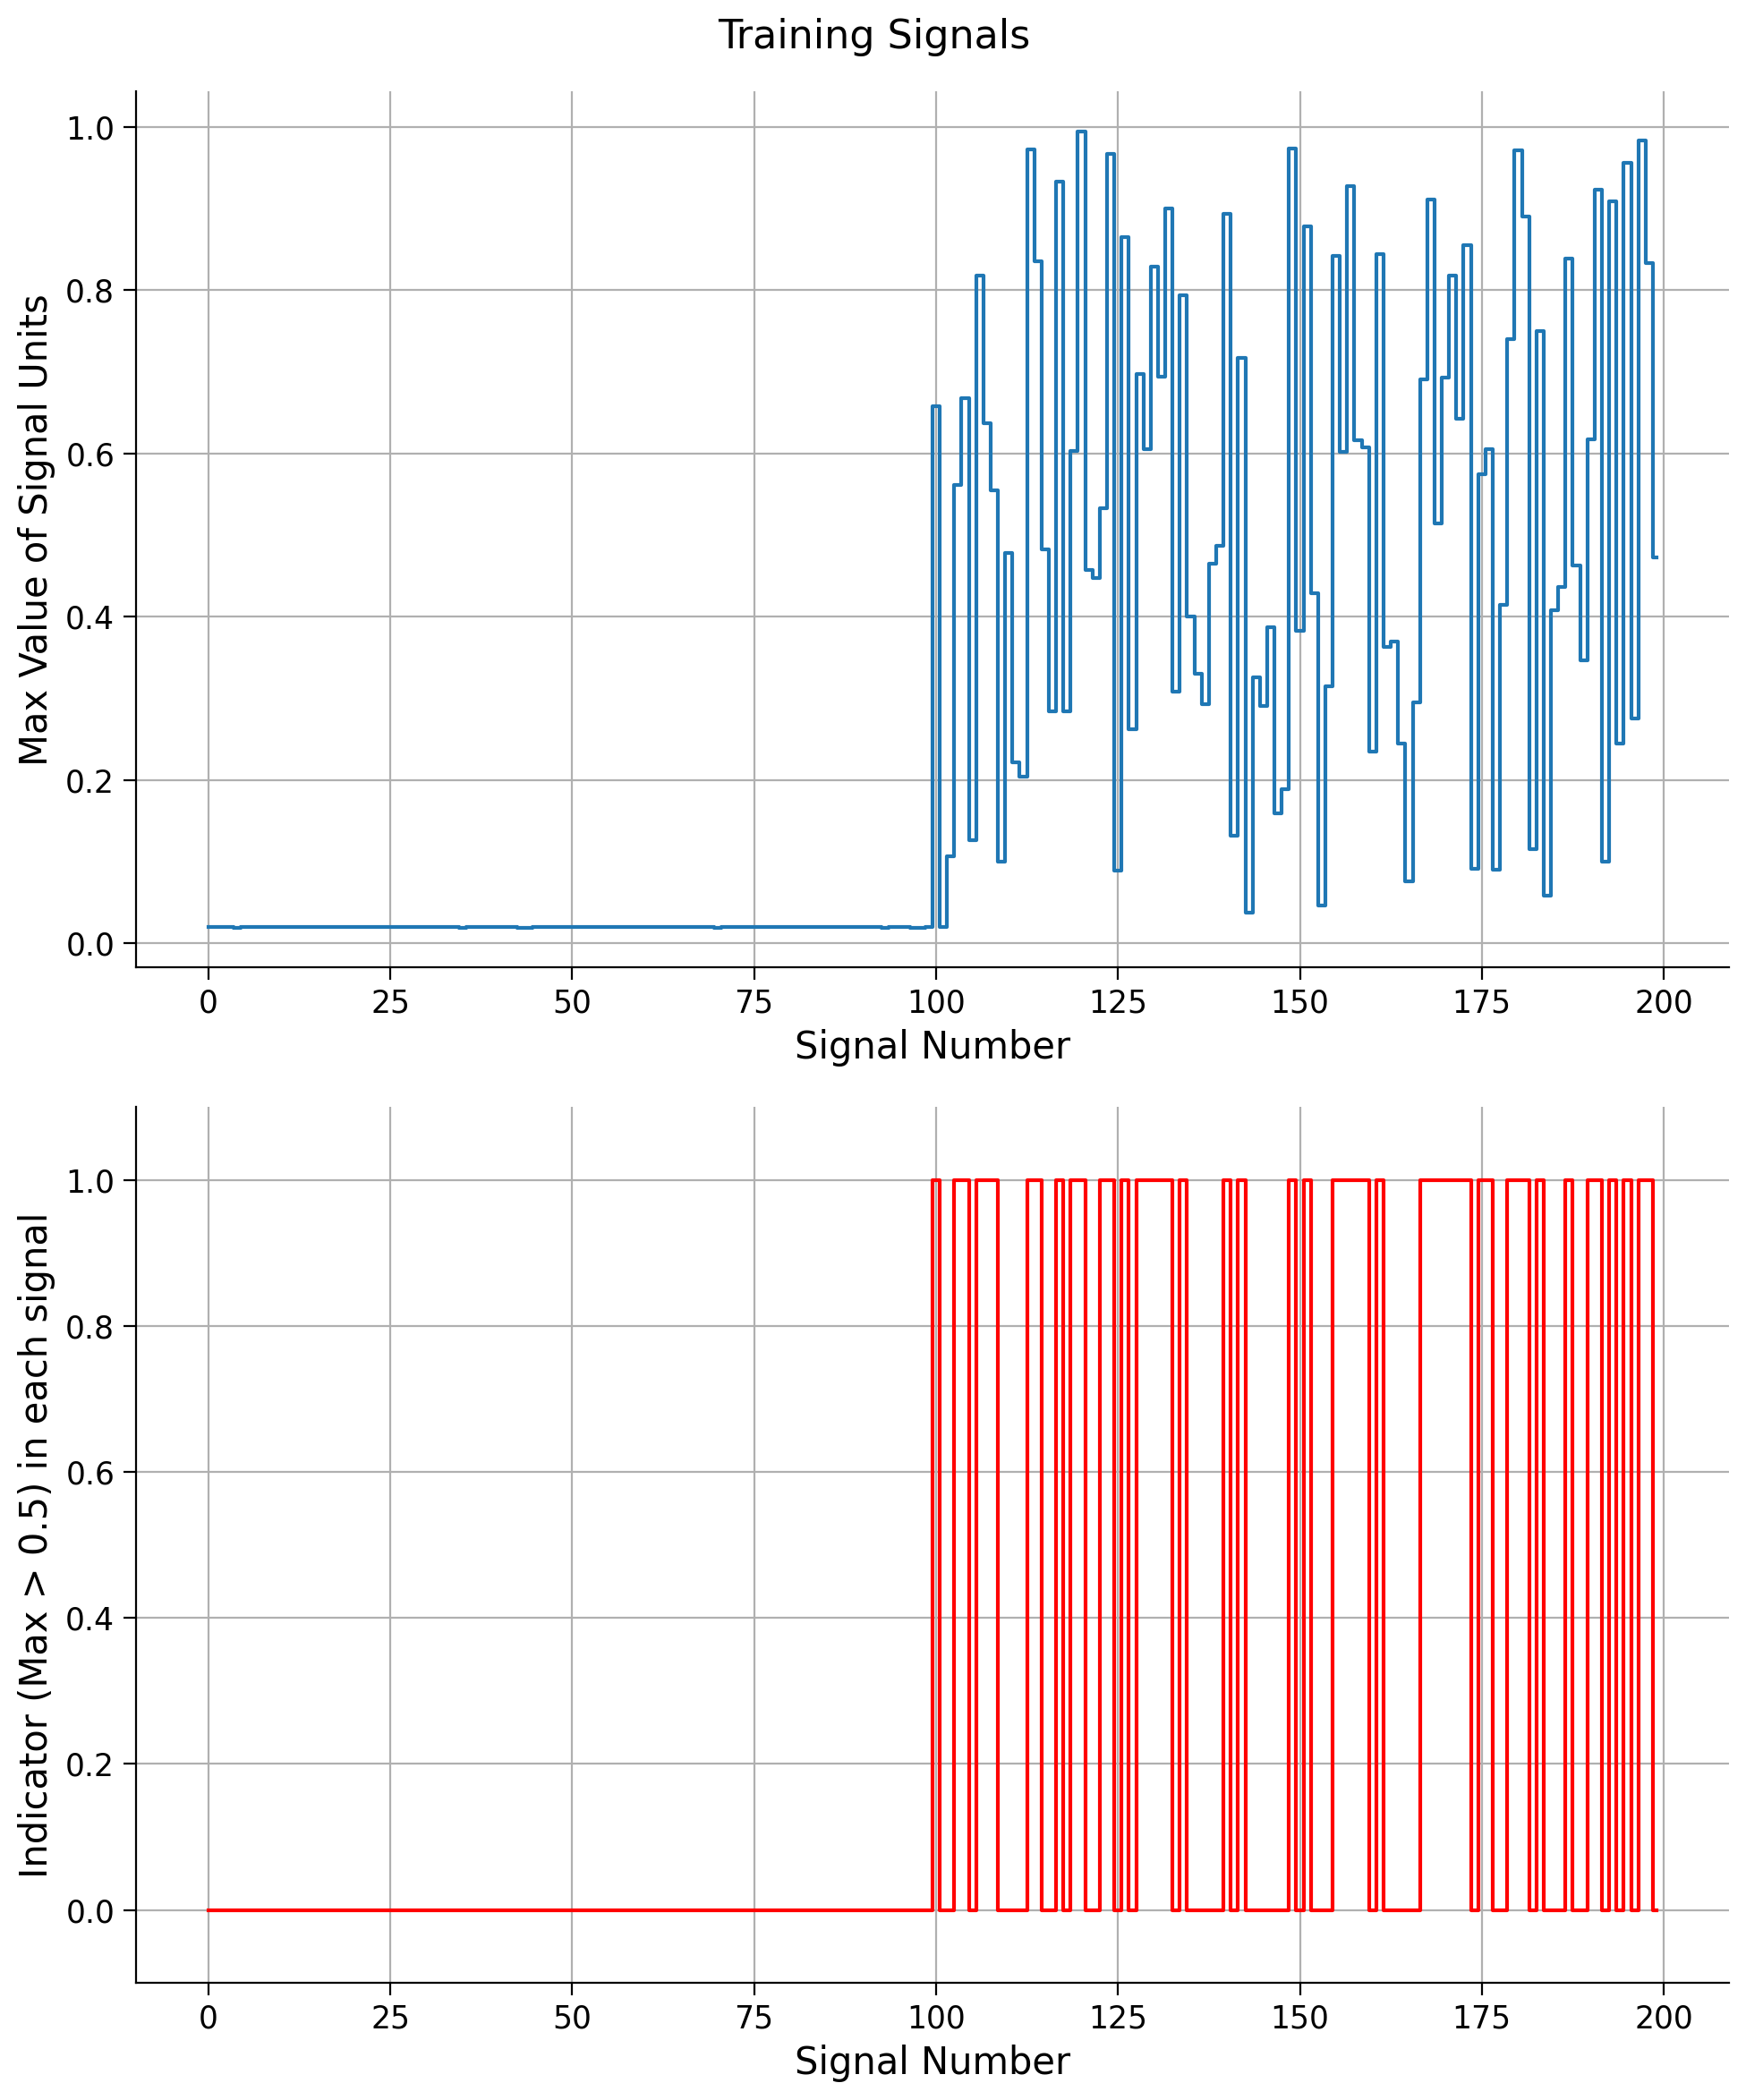 Training Signals
Max Value of Signal Units
1.0
0.8
0.6
0.4
0.2
0.0
0 25 50 75 100 125 150 175 200
Signal Number
Indicator (Max > 0.5) in each signal
1.0
0.8
0.6
0.4
0.2
0.0
0 25 50 75 100 125 150 175 200
Signal Number